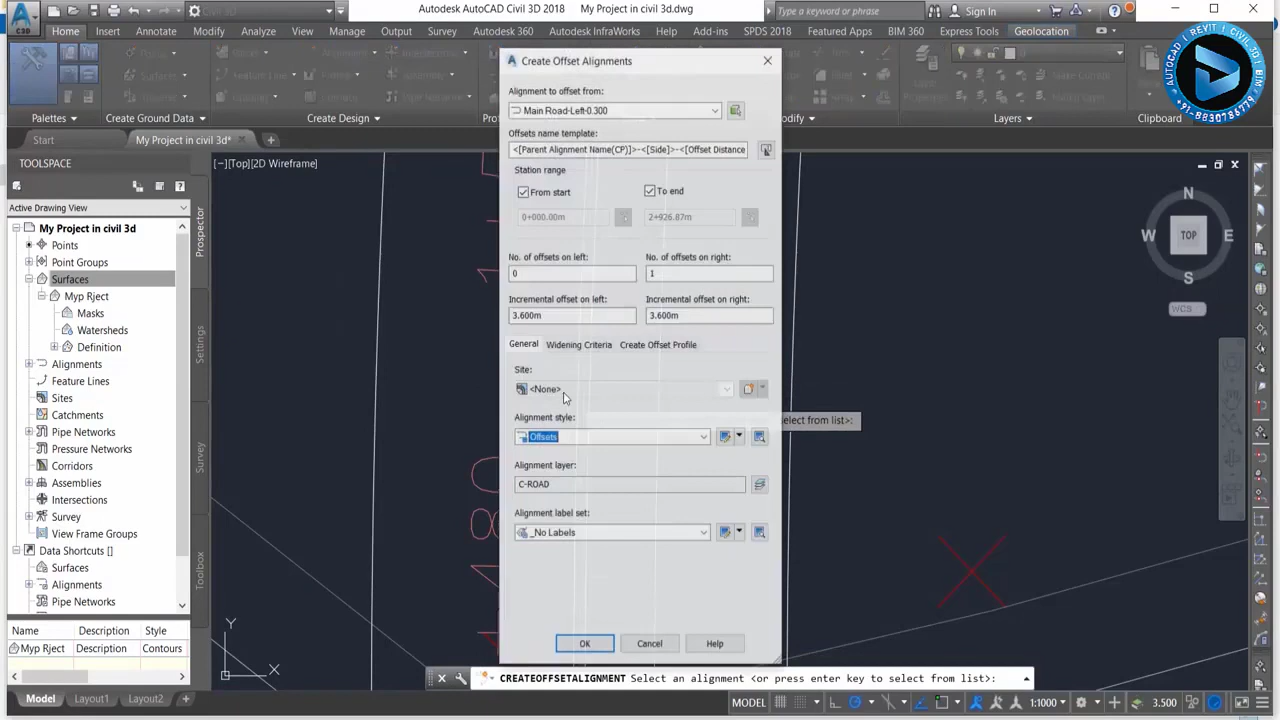 Autodesk AutoCAD Civil 3D 2018 My Project in civil 3d.dwg
Type a keyword or phrase
Sign In
Home Insert Annotate Modify Analyze View Manage Output Survey Autodesk 360 Autodesk InfraWorks Help Add-ins SPDS 2018 Featured Apps BIM 360 Express Tools Geolocation
Palettes Create Ground Data Create Design Modify Layers Clipboard
Start My Project in civil 3d*
[−][Top][2D Wireframe]
TOOLSPACE
Active Drawing View
My Project in civil 3d
Points
Point Groups
Surfaces
Myp Rject
Masks
Watersheds
Definition
Alignments
Feature Lines
Sites
Catchments
Pipe Networks
Pressure Networks
Corridors
Assemblies
Intersections
Survey
View Frame Groups
Data Shortcuts []
Surfaces
Alignments
Pipe Networks
Prospector
Settings
Survey
Toolbox
Name Description Style
Myp Rject Description Contours
Create Offset Alignments
Alignment to offset from:
Main Road-Left-0.300
Offsets name template:
<[Parent Alignment Name(CP)]>-<[Side]>-<[Offset Distance
Station range
From start To end
0+000.00m 2+926.87m
No. of offsets on left: No. of offsets on right:
0 1
Incremental offset on left: Incremental offset on right:
3.600m 3.600m
General Widening Criteria Create Offset Profile
Site:
<None>
Alignment style:
Offsets
Alignment layer:
C-ROAD
Alignment label set:
_No Labels
OK Cancel Help
elect from list>:
N
W TOP E
S
WCS
Y
X
CREATEOFFSETALIGNMENT Select an alignment <or press enter key to select from list>:
Model Layout1 Layout2 +
MODEL 1:1000 3.500
AUTOCAD | REVIT | CIVIL 3D | BIM